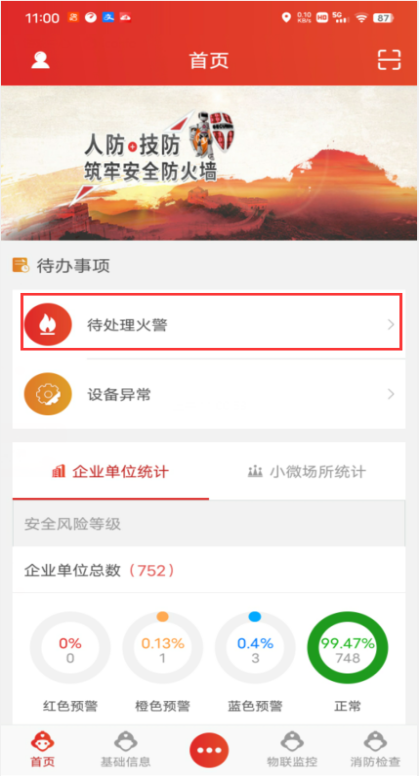 11:00
0.10
KB/s
HD
5G
87
首页
人防·技防
筑牢安全防火墙
待办事项
待处理火警
设备异常
企业单位统计
小微场所统计
安全风险等级
企业单位总数（752）
0%
0
0.13%
1
0.4%
3
99.47%
748
红色预警
橙色预警
蓝色预警
正常
首页
基础信息
物联监控
消防检查